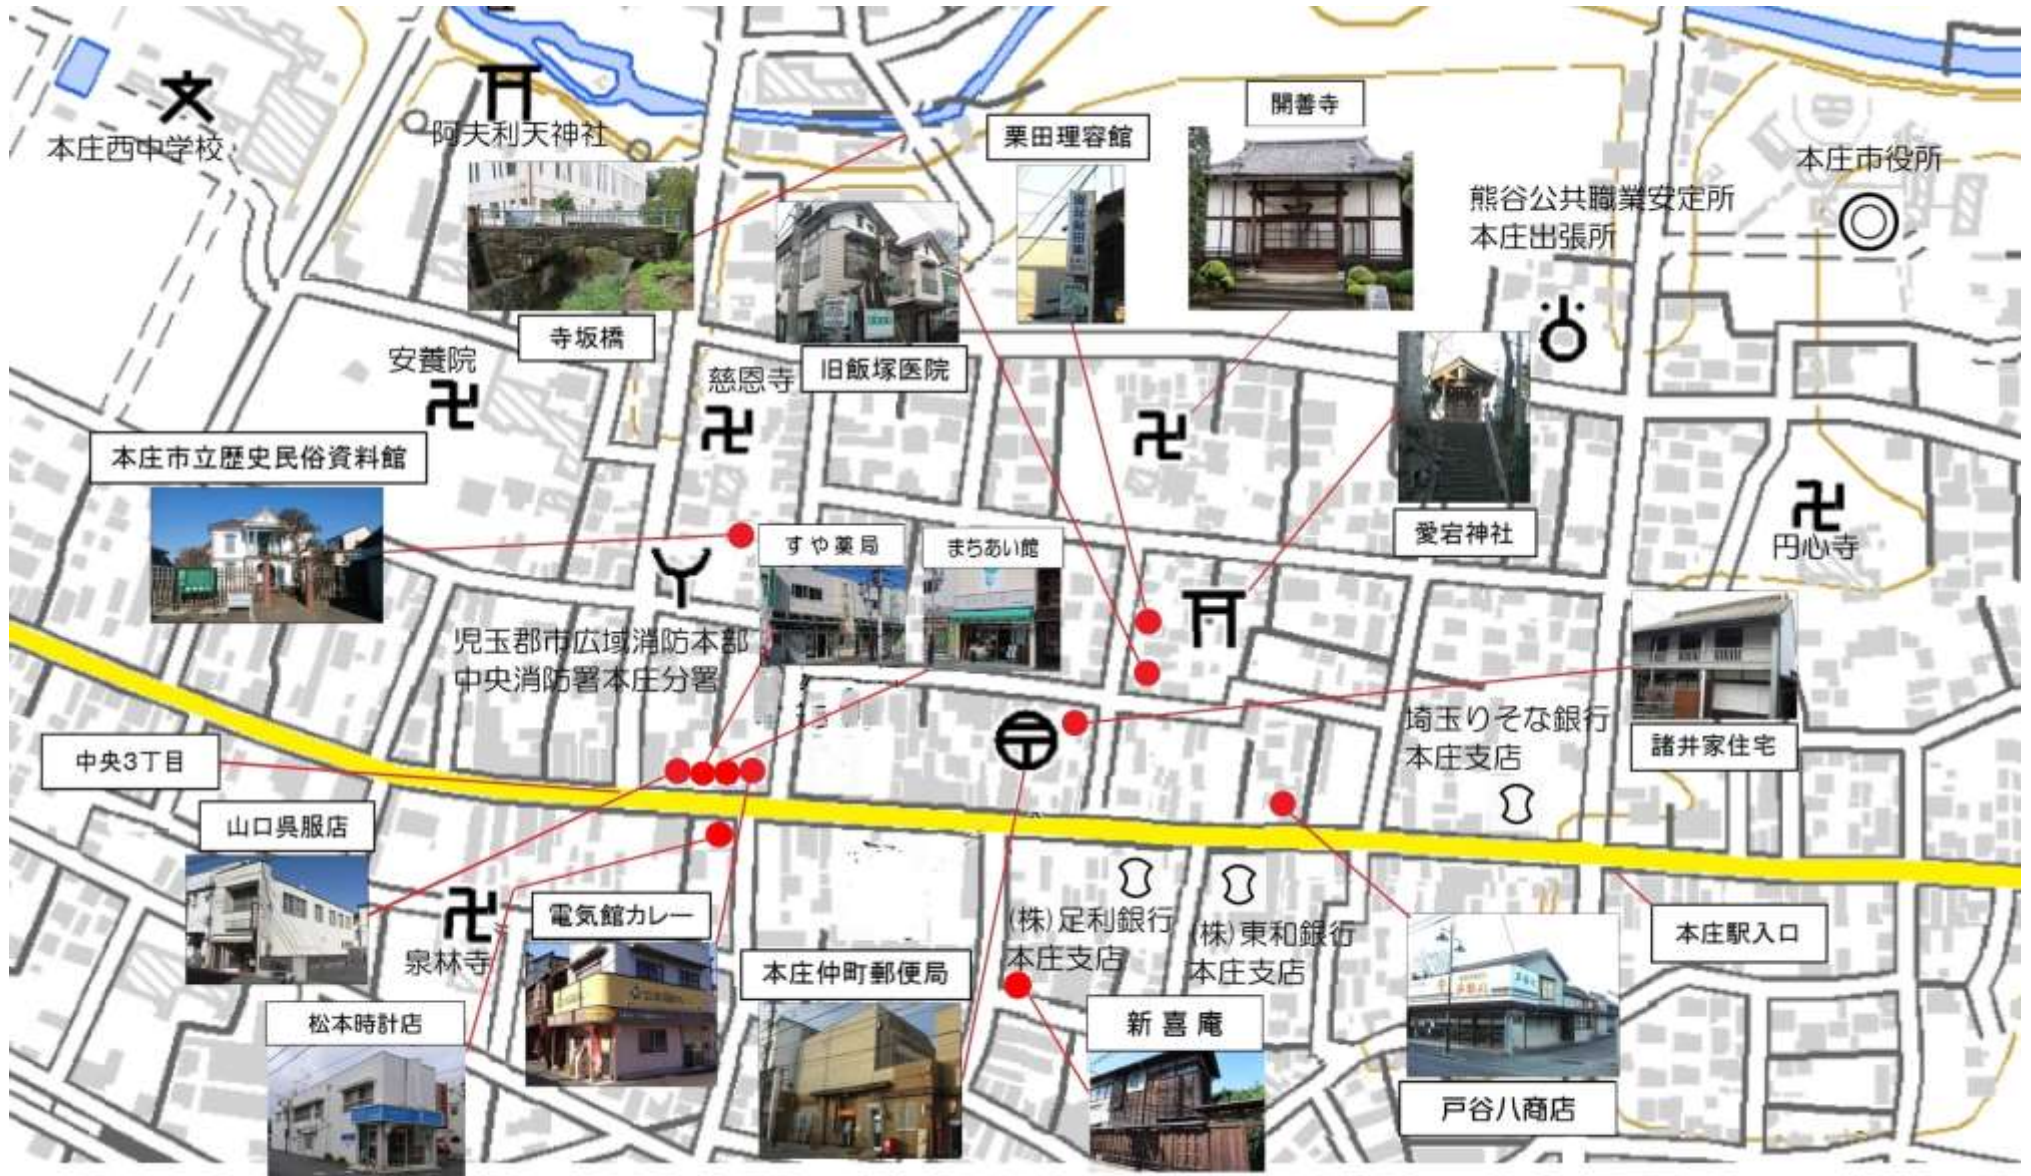 本庄西中学校
阿夫利天神社
寺坂橋
栗田理容館
開善寺
本庄市役所
熊谷公共職業安定所
本庄出張所
安養院
慈恩寺
旧飯塚医院
愛宕神社
円心寺
本庄市立歴史民俗資料館
すや薬局
まちあい館
児玉郡市広域消防本部
中央消防署本庄分署
中央3丁目
埼玉りそな銀行
本庄支店
諸井家住宅
山口呉服店
泉林寺
電気館カレー
本庄仲町郵便局
(株)足利銀行
本庄支店
(株)東和銀行
本庄支店
本庄駅入口
松本時計店
新喜庵
戸谷八商店